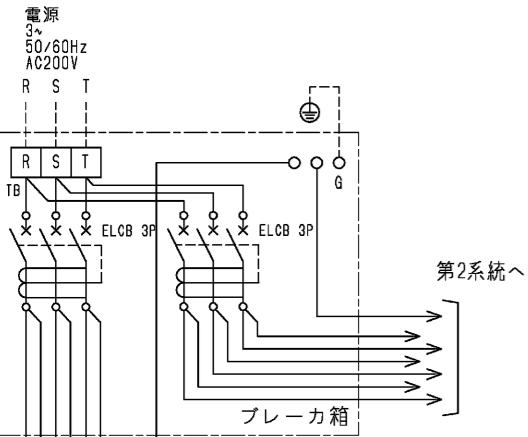 電源
3~
50/60Hz
AC200V
R S T
R S T
TB
G
ELCB 3P
ELCB 3P
第2系統へ
ブレーカ箱